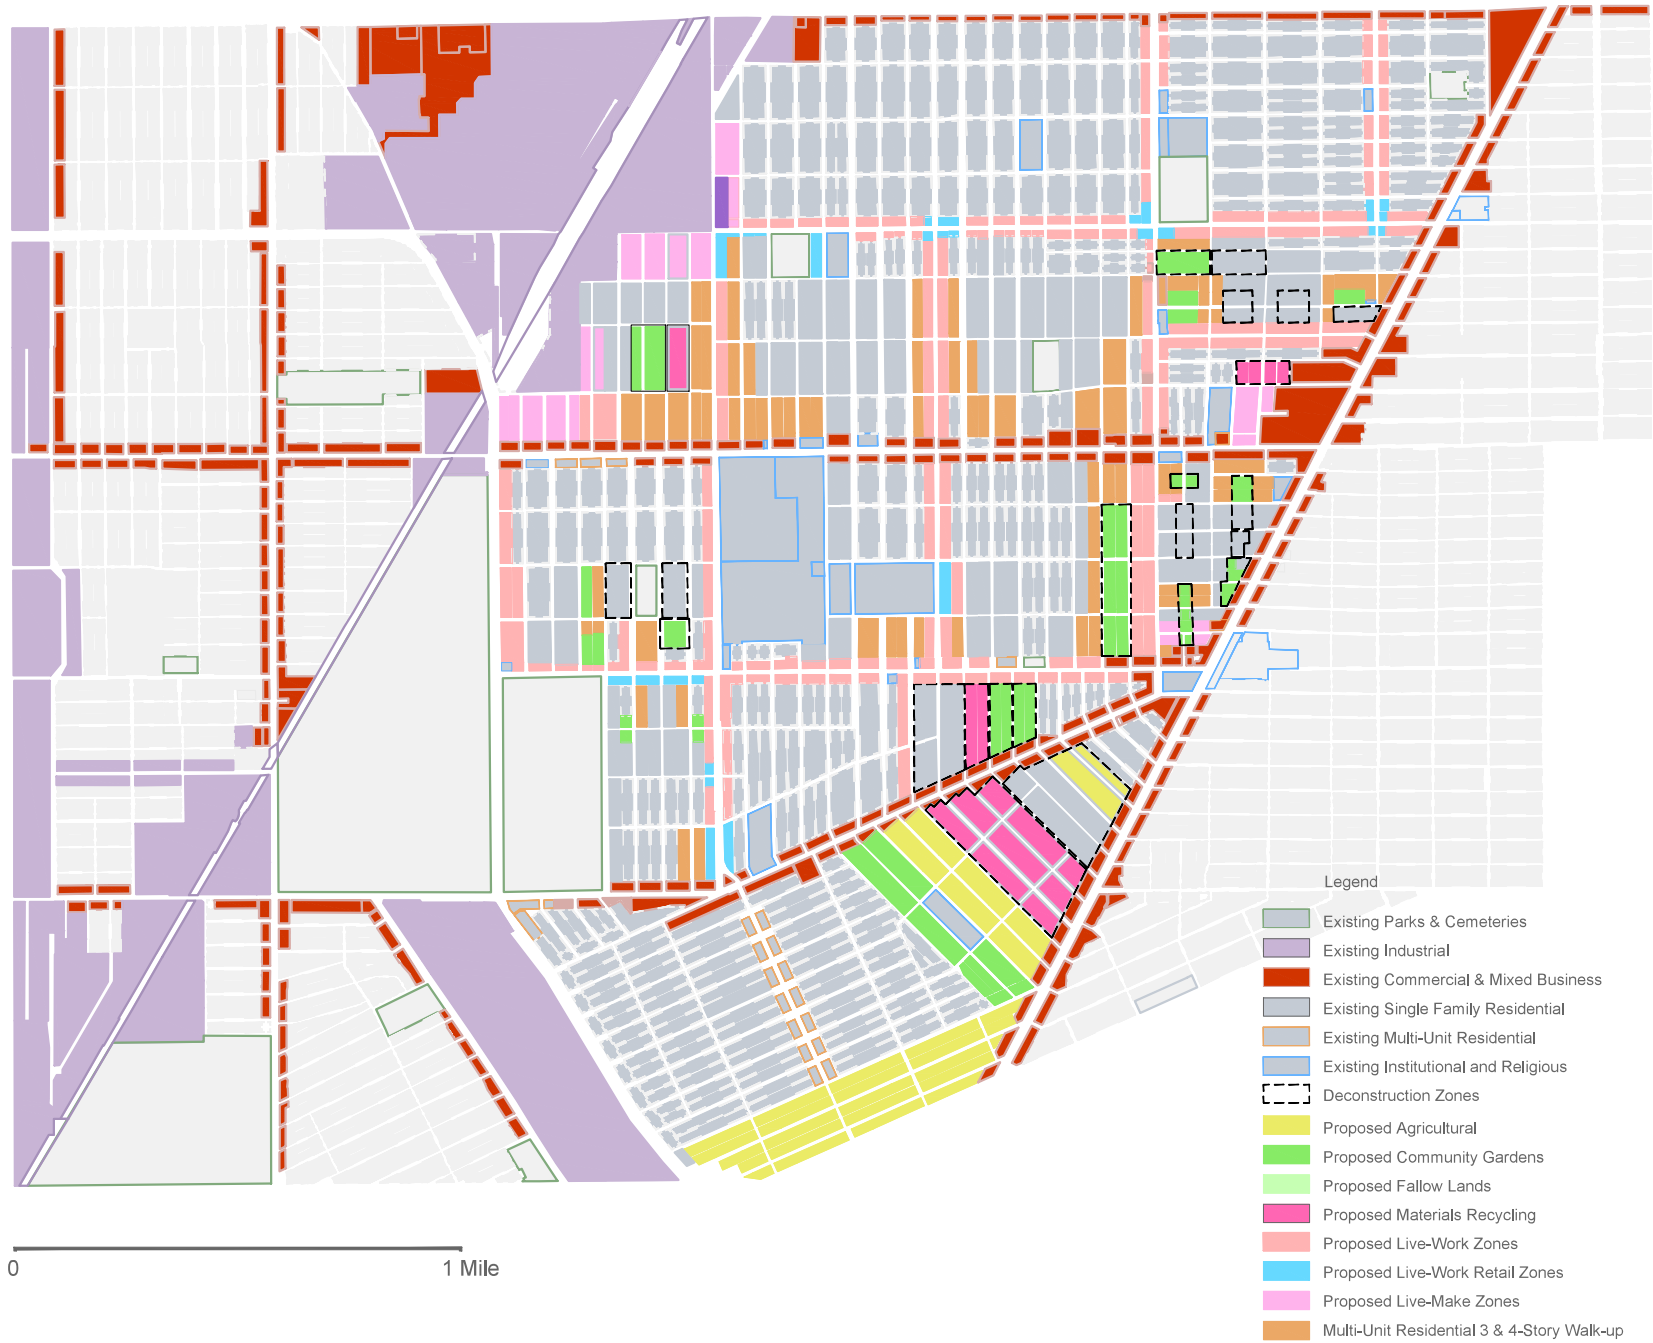 Legend
Existing Parks & Cemeteries
Existing Industrial
Existing Commercial & Mixed Business
Existing Single Family Residential
Existing Multi-Unit Residential
Existing Institutional and Religious
Deconstruction Zones
Proposed Agricultural
Proposed Community Gardens
Proposed Fallow Lands
Proposed Materials Recycling
Proposed Live-Work Zones
Proposed Live-Work Retail Zones
Proposed Live-Make Zones
Multi-Unit Residential 3 & 4-Story Walk-up
0 1 Mile